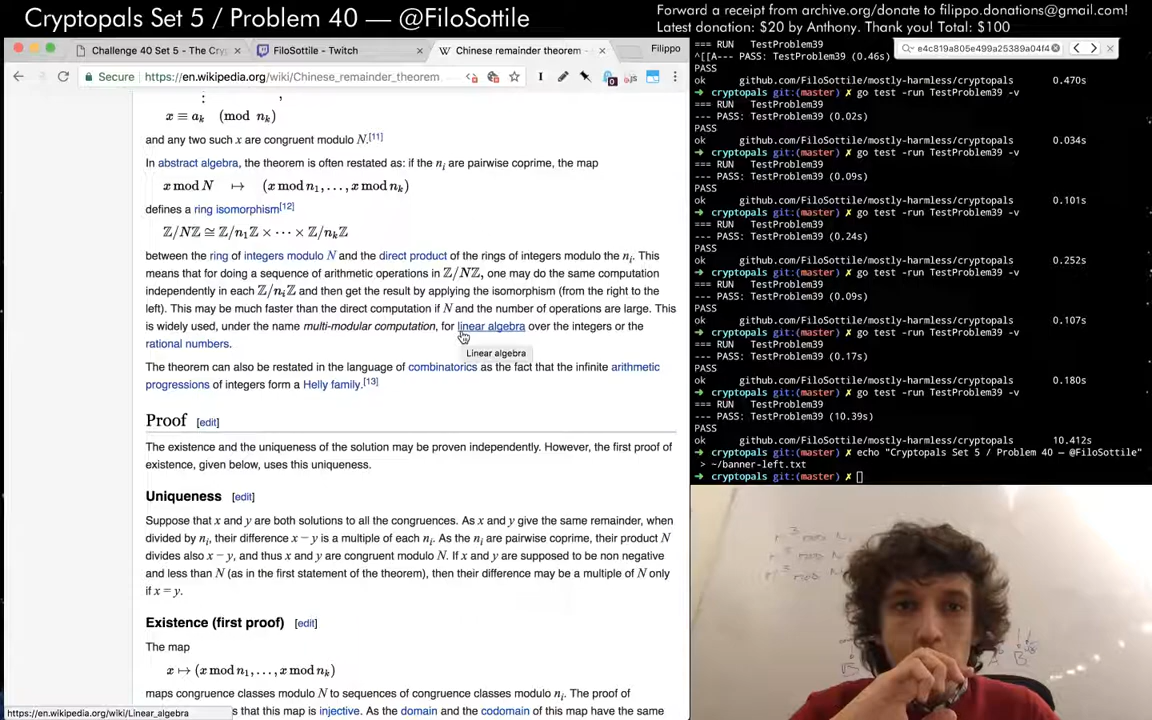 Cryptopals Set 5 / Problem 40 — @FiloSottile
Forward a receipt from archive.org/donate to filippo.donations@gmail.com!
Latest donation: $20 by Anthony. Thank you! Total: $100
Challenge 40 Set 5 - The Cry
FiloSottile - Twitch
Chinese remainder theorem -
Filippo
Secure
https://en.wikipedia.org/wiki/Chinese_remainder_theorem
x ≡ a_k (mod n_k)
and any two such x are congruent modulo N.[11]
In abstract algebra, the theorem is often restated as: if the n_i are pairwise coprime, the map
x mod N ↦ (x mod n_1, …, x mod n_k)
defines a ring isomorphism[12]
ℤ/Nℤ ≅ ℤ/n_1ℤ × ⋯ × ℤ/n_kℤ
between the ring of integers modulo N and the direct product of the rings of integers modulo the n_i. This
means that for doing a sequence of arithmetic operations in ℤ/Nℤ, one may do the same computation
independently in each ℤ/n_iℤ and then get the result by applying the isomorphism (from the right to the
left). This may be much faster than the direct computation if N and the number of operations are large. This
is widely used, under the name multi-modular computation, for linear algebra over the integers or the
rational numbers.
Linear algebra
The theorem can also be restated in the language of combinatorics as the fact that the infinite arithmetic
progressions of integers form a Helly family.[13]
Proof [edit]
The existence and the uniqueness of the solution may be proven independently. However, the first proof of
existence, given below, uses this uniqueness.
Uniqueness [edit]
Suppose that x and y are both solutions to all the congruences. As x and y give the same remainder, when
divided by n_i, their difference x − y is a multiple of each n_i. As the n_i are pairwise coprime, their product N
divides also x − y, and thus x and y are congruent modulo N. If x and y are supposed to be non negative
and less than N (as in the first statement of the theorem), then their difference may be a multiple of N only
if x = y.
Existence (first proof) [edit]
The map
x ↦ (x mod n_1, …, x mod n_k)
maps congruence classes modulo N to sequences of congruence classes modulo n_i. The proof of
s that this map is injective. As the domain and the codomain of this map have the same
https://en.wikipedia.org/wiki/Linear_algebra
=== RUN   TestProblem39
^[[A--- PASS: TestProblem39 (0.46s)
e4c819a805e499a25389a04f4
PASS
ok github.com/FiloSottile/mostly-harmless/cryptopals 0.470s
➜ cryptopals git:(master) ✗ go test -run TestProblem39 -v
=== RUN   TestProblem39
--- PASS: TestProblem39 (0.02s)
PASS
ok github.com/FiloSottile/mostly-harmless/cryptopals 0.034s
➜ cryptopals git:(master) ✗ go test -run TestProblem39 -v
=== RUN   TestProblem39
--- PASS: TestProblem39 (0.09s)
PASS
ok github.com/FiloSottile/mostly-harmless/cryptopals 0.101s
➜ cryptopals git:(master) ✗ go test -run TestProblem39 -v
=== RUN   TestProblem39
--- PASS: TestProblem39 (0.24s)
PASS
ok github.com/FiloSottile/mostly-harmless/cryptopals 0.252s
➜ cryptopals git:(master) ✗ go test -run TestProblem39 -v
=== RUN   TestProblem39
--- PASS: TestProblem39 (0.09s)
PASS
ok github.com/FiloSottile/mostly-harmless/cryptopals 0.107s
➜ cryptopals git:(master) ✗ go test -run TestProblem39 -v
=== RUN   TestProblem39
--- PASS: TestProblem39 (0.17s)
PASS
ok github.com/FiloSottile/mostly-harmless/cryptopals 0.180s
➜ cryptopals git:(master) ✗ go test -run TestProblem39 -v
=== RUN   TestProblem39
--- PASS: TestProblem39 (10.39s)
PASS
ok github.com/FiloSottile/mostly-harmless/cryptopals 10.412s
➜ cryptopals git:(master) ✗ echo "Cryptopals Set 5 / Problem 40 — @FiloSottile"
> ~/banner-left.txt
➜ cryptopals git:(master) ✗